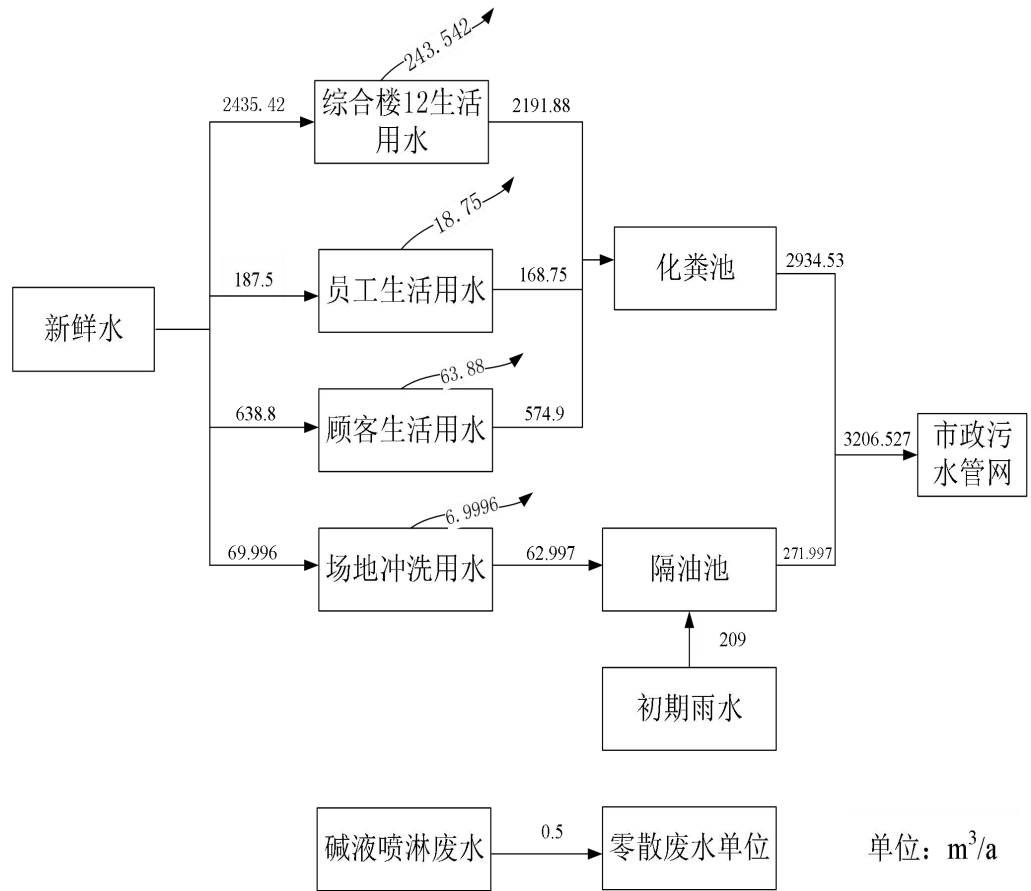 243.542
2435.42
综合楼12生活
用水
2191.88
18.75
187.5
员工生活用水
168.75
化粪池
2934.53
新鲜水
63.88
638.8
顾客生活用水
574.9
3206.527
市政污
水管网
6.9996
69.996
场地冲洗用水
62.997
隔油池
271.997
209
初期雨水
碱液喷淋废水
0.5
零散废水单位
单位：m³/a